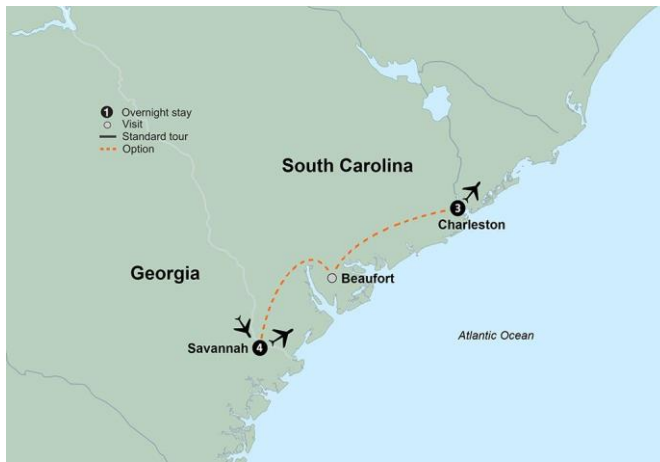 1 Overnight stay
Visit
Standard tour
Option
South Carolina
3
Charleston
Georgia
Beaufort
Savannah 4
Atlantic Ocean